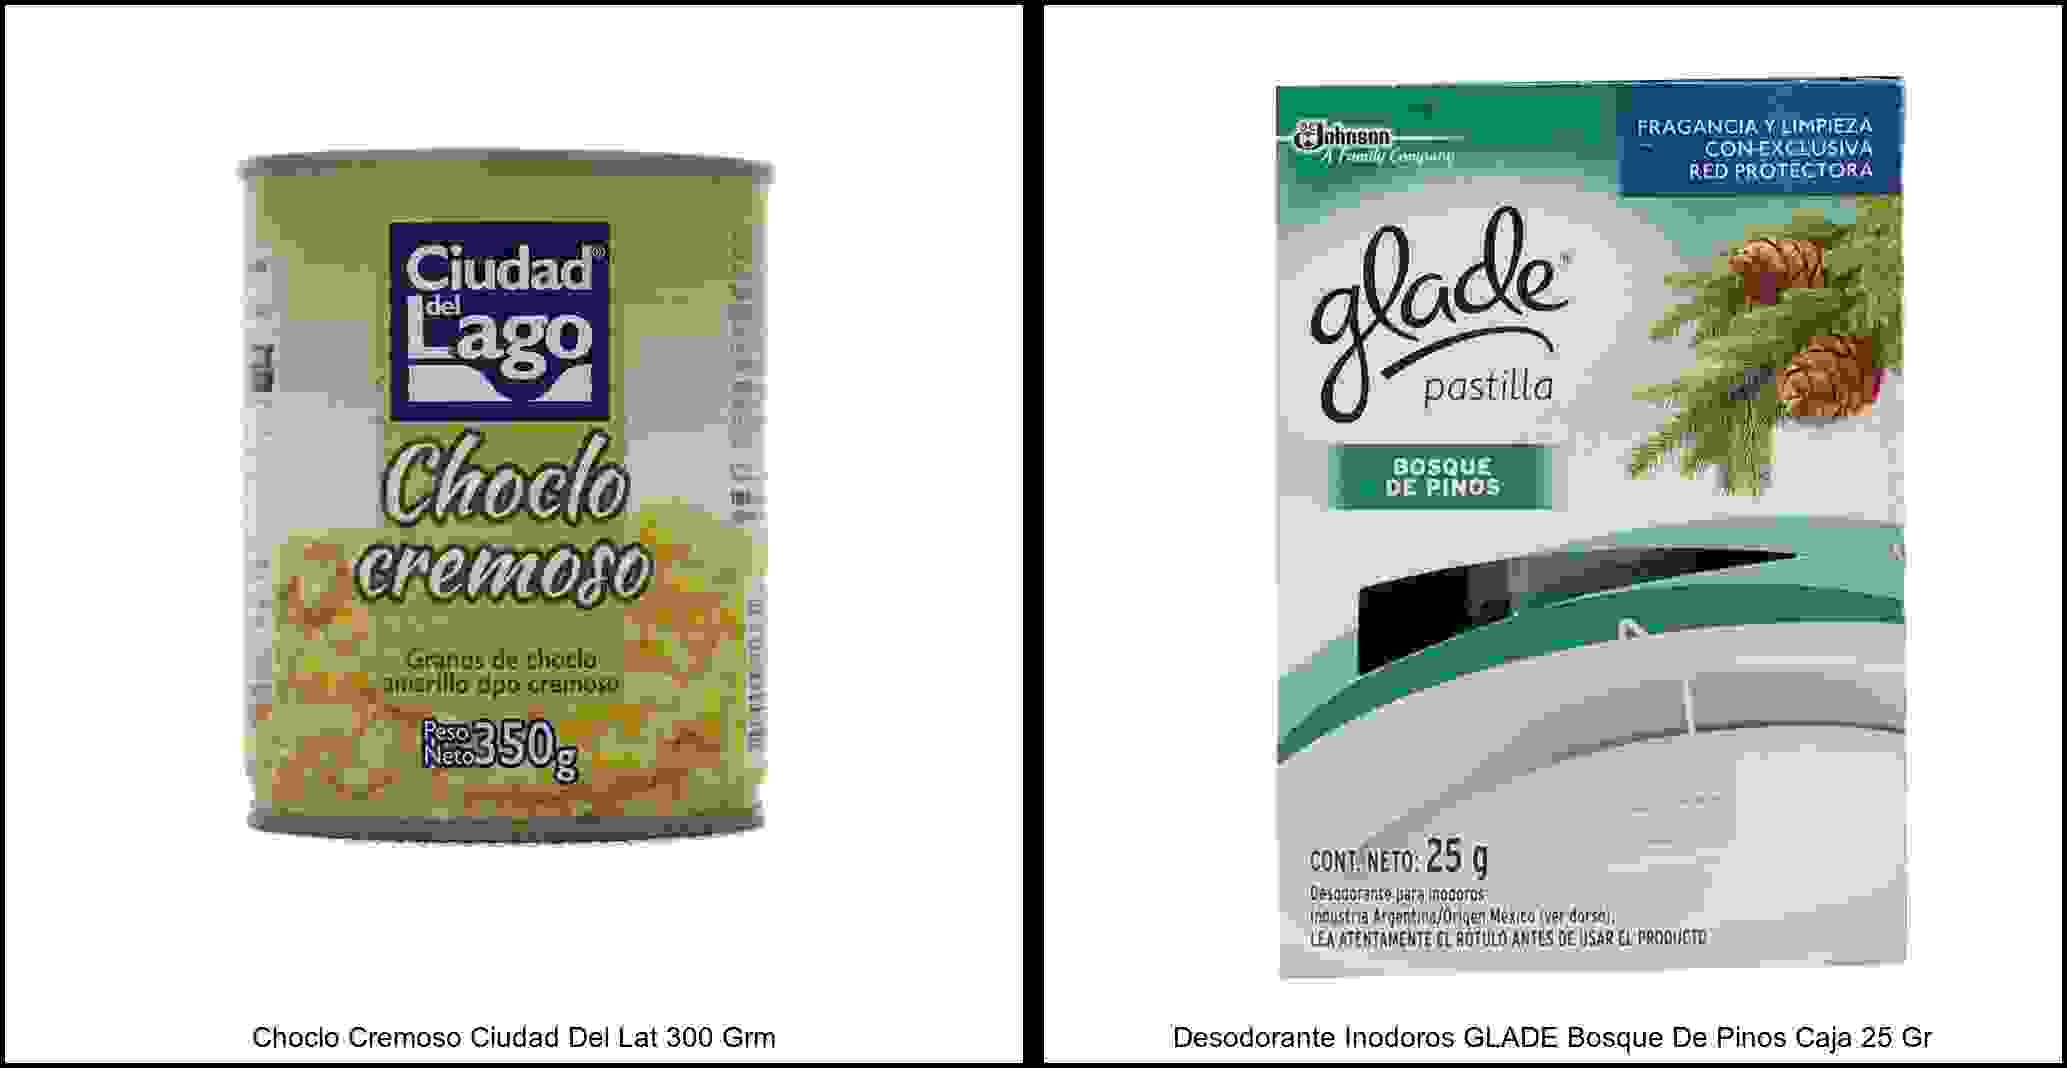 Ciudad
del
Lago
Choclo
cremoso
Granos de choclo
amarillo tipo cremoso
Peso
Neto 350g
Choclo Cremoso Ciudad Del Lat 300 Grm
Johnson
A Family Company
FRAGANCIA Y LIMPIEZA
CON EXCLUSIVA
RED PROTECTORA
glade
pastilla
BOSQUE
DE PINOS
CONT. NETO: 25 g
Desodorante para inodoros
Industria Argentina/Origen México (ver dorso).
LEA ATENTAMENTE EL RÓTULO ANTES DE USAR EL PRODUCTO
Desodorante Inodoros GLADE Bosque De Pinos Caja 25 Gr